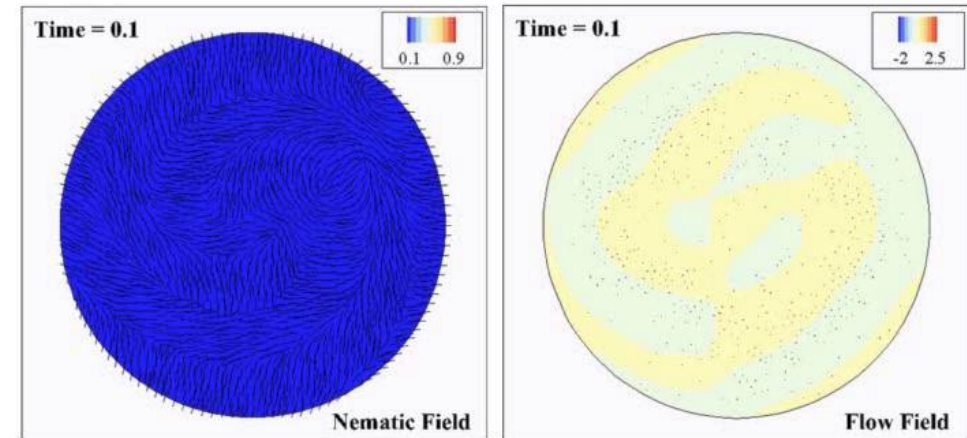 Time = 0.1
0.1 0.9
Nematic Field
Time = 0.1
-2 2.5
Flow Field